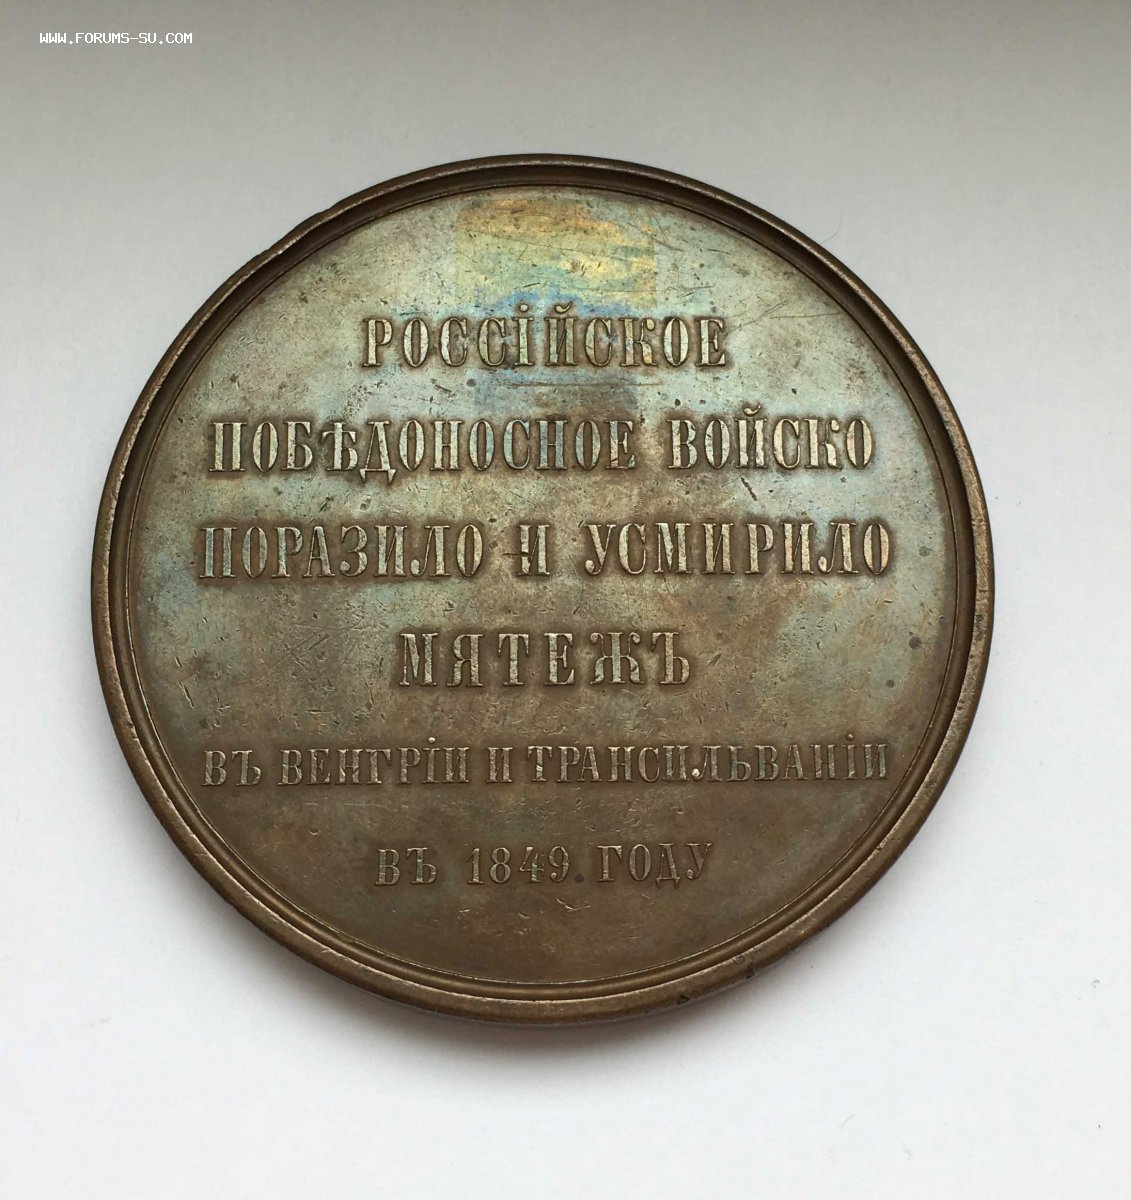 WWW.FORUMS-SU.COM
РОССІЙСКОЕ
ПОБѢДОНОСНОЕ ВОЙСКО
ПОРАЗИЛО И УСМИРИЛО
МЯТЕЖЪ
ВЪ ВЕНГРІИ И ТРАНСИЛЬВАНІИ
ВЪ 1849 ГОДУ